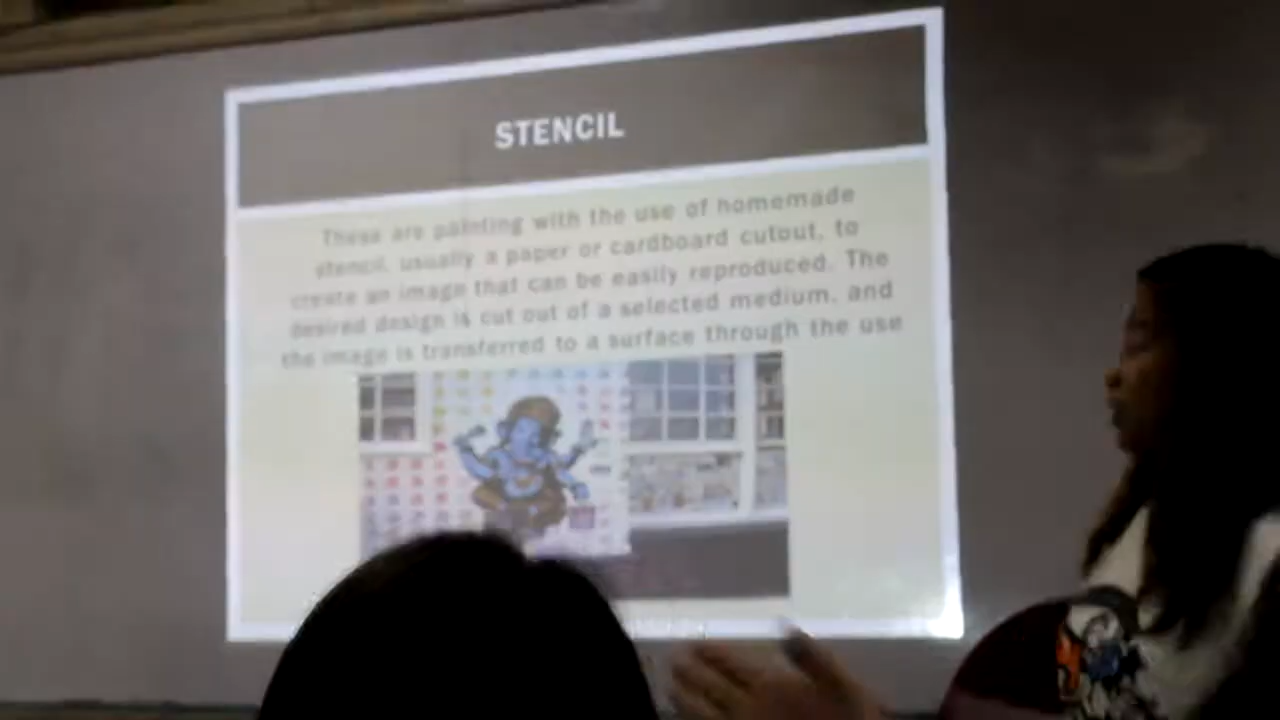 STENCIL
These are painting with the use of homemade
stencil, usually a paper or cardboard cutout, to
create an image that can be easily reproduced. The
desired design is cut out of a selected medium, and
the image is transferred to a surface through the use